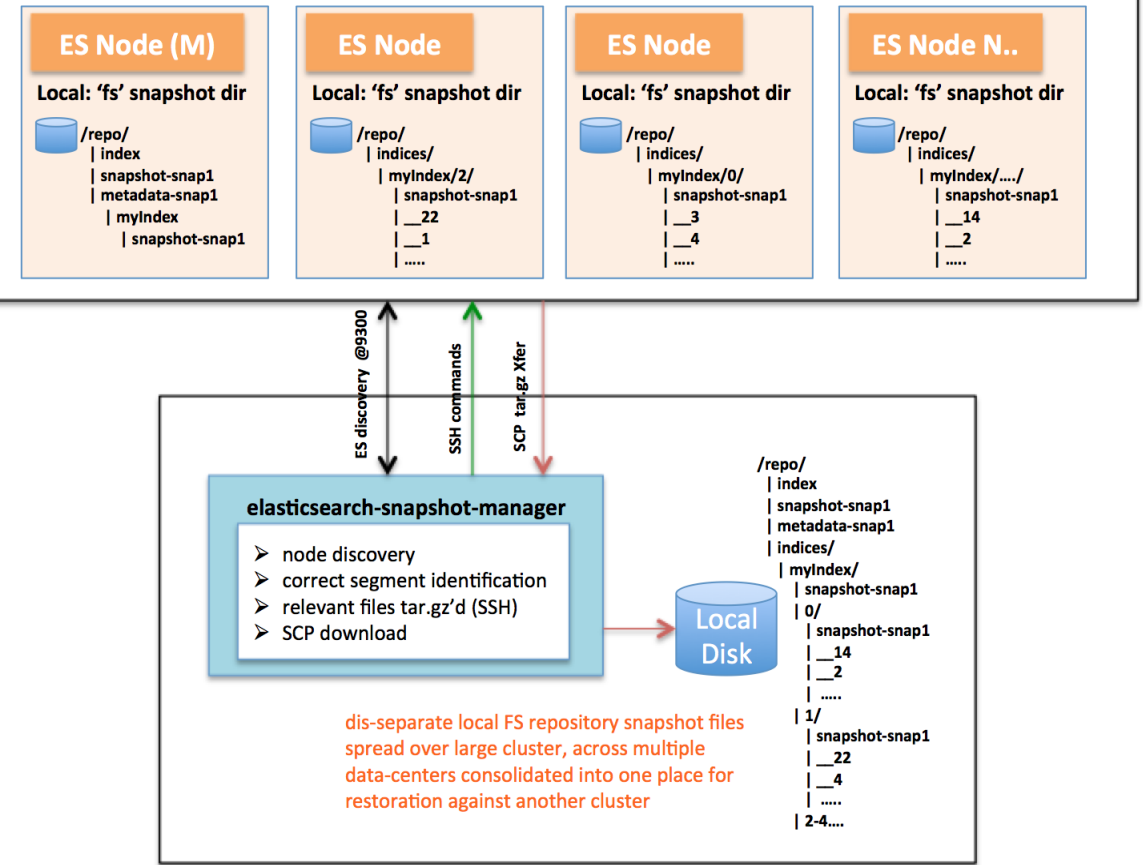 ES Node (M)
Local: ‘fs’ snapshot dir
/repo/
| index
| snapshot-snap1
| metadata-snap1
| myIndex
| snapshot-snap1
ES Node
Local: ‘fs’ snapshot dir
/repo/
| indices/
| myIndex/2/
| snapshot-snap1
| __22
| __1
| …..
ES Node
Local: ‘fs’ snapshot dir
/repo/
| indices/
| myIndex/0/
| snapshot-snap1
| __3
| __4
| …..
ES Node N..
Local: ‘fs’ snapshot dir
/repo/
| indices/
| myIndex/…./
| snapshot-snap1
| __14
| __2
| …..
ES discovery @9300
SSH commands
SCP tar.gz Xfer
elasticsearch-snapshot-manager
➢ node discovery
➢ correct segment identification
➢ relevant files tar.gz’d (SSH)
➢ SCP download
Local
Disk
/repo/
| index
| snapshot-snap1
| metadata-snap1
| indices/
| myIndex/
| snapshot-snap1
| 0/
| snapshot-snap1
| __14
| __2
| …..
| 1/
| snapshot-snap1
| __22
| __4
| …..
| 2-4….
dis-separate local FS repository snapshot files
spread over large cluster, across multiple
data-centers consolidated into one place for
restoration against another cluster